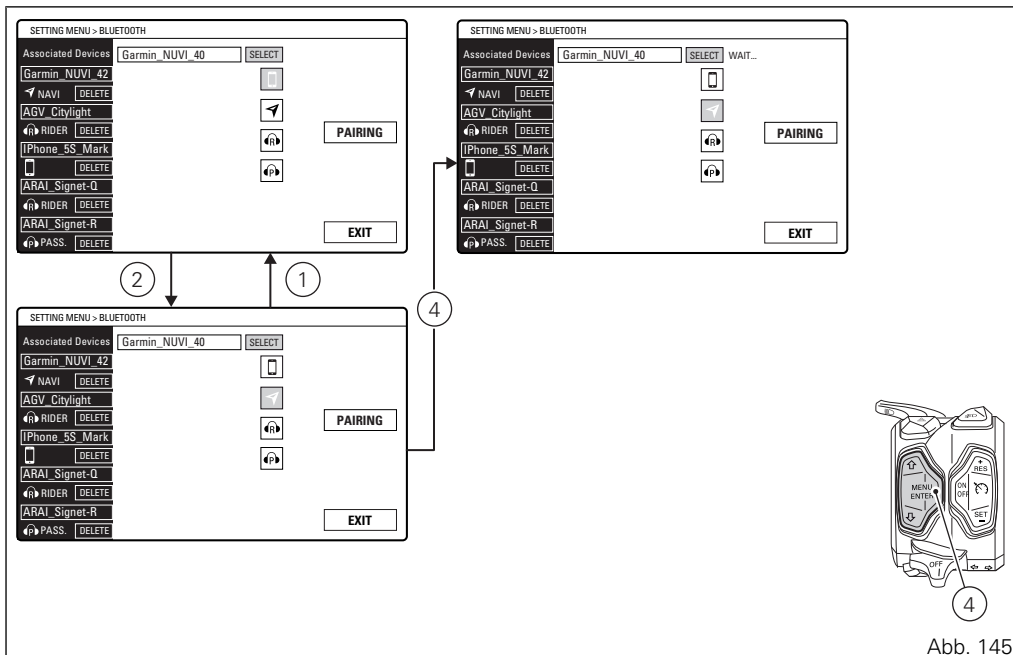 SETTING MENU > BLUETOOTH
Associated Devices
Garmin_NUVI_40
SELECT
Garmin_NUVI_42
NAVI DELETE
AGV_Citylight
R RIDER DELETE
IPhone_5S_Mark
DELETE
ARAI_Signet-Q
R RIDER DELETE
ARAI_Signet-R
P PASS. DELETE
R
P
PAIRING
EXIT
SETTING MENU > BLUETOOTH
Associated Devices
Garmin_NUVI_40
SELECT WAIT...
Garmin_NUVI_42
NAVI DELETE
AGV_Citylight
R RIDER DELETE
IPhone_5S_Mark
DELETE
ARAI_Signet-Q
R RIDER DELETE
ARAI_Signet-R
P PASS. DELETE
R
P
PAIRING
EXIT
2
1
4
SETTING MENU > BLUETOOTH
Associated Devices
Garmin_NUVI_40
SELECT
Garmin_NUVI_42
NAVI DELETE
AGV_Citylight
R RIDER DELETE
IPhone_5S_Mark
DELETE
ARAI_Signet-Q
R RIDER DELETE
ARAI_Signet-R
P PASS. DELETE
R
P
PAIRING
EXIT
MENU
ENTER
+
RES
ON
OFF
SET
-
OFF
4
Abb. 145